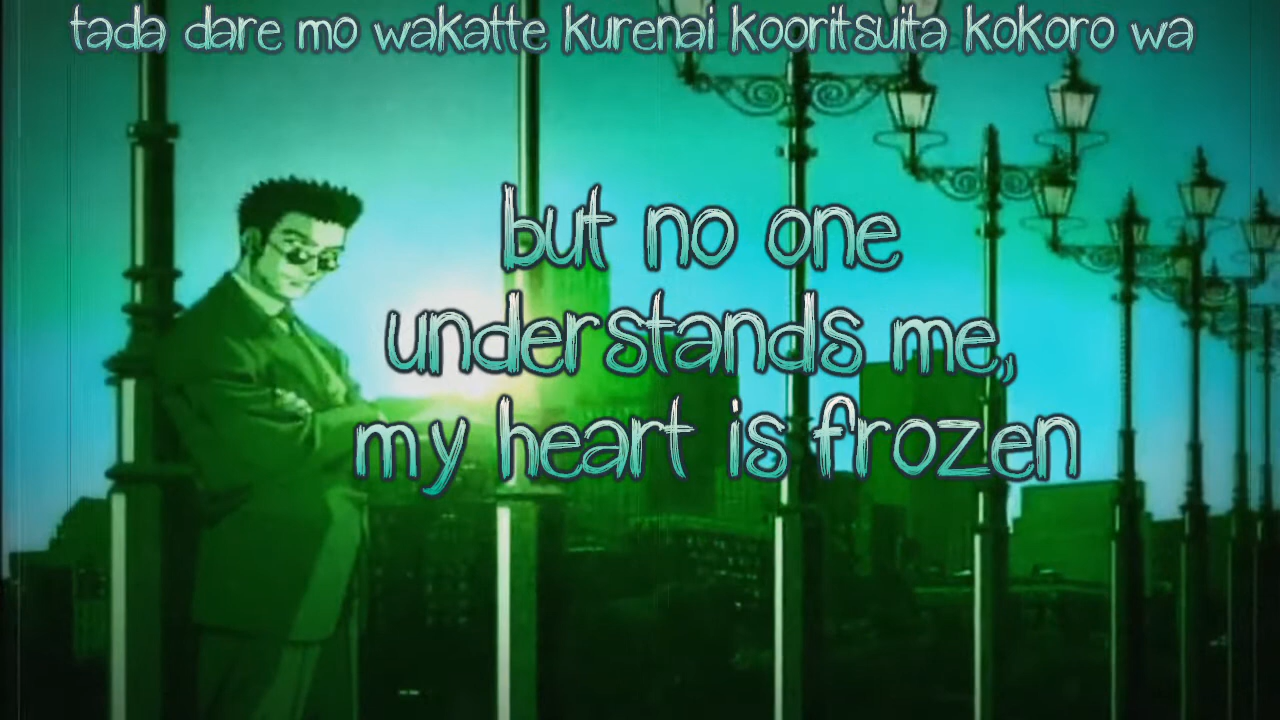 tada dare mo wakatte kurenai kooritsuita kokoro wa
but no one
understands me,
my heart is frozen